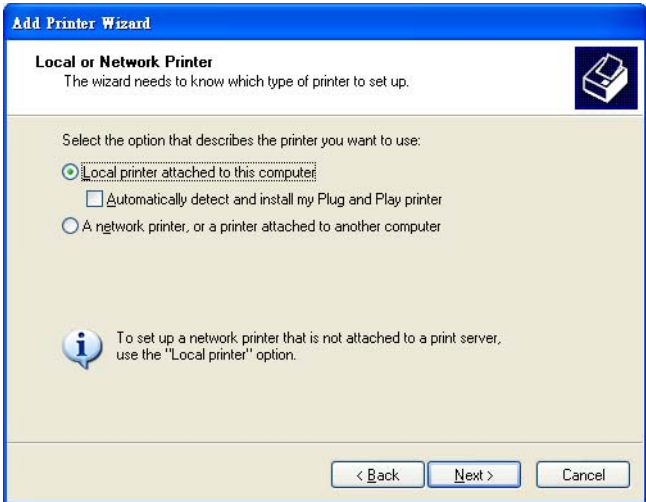 Add Printer Wizard
Local or Network Printer
The wizard needs to know which type of printer to set up.
Select the option that describes the printer you want to use:
Local printer attached to this computer
Automatically detect and install my Plug and Play printer
A network printer, or a printer attached to another computer
To set up a network printer that is not attached to a print server,
use the "Local printer" option.
< Back Next > Cancel